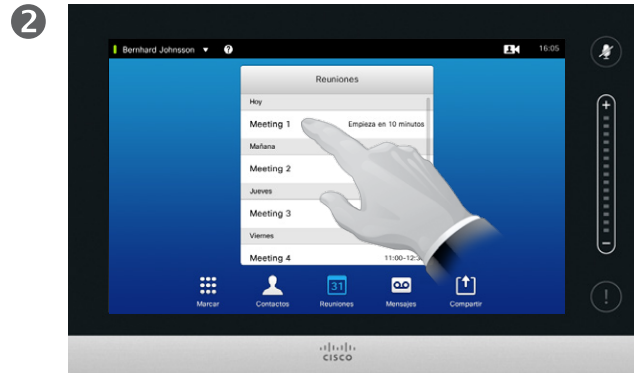 2
Bernhard Johnsson ▼ ?
16:05
Reuniones
Hoy
Meeting 1 Empieza en 10 minutos
Mañana
Meeting 2
Jueves
Meeting 3
Viernes
Meeting 4 11:00-12:30
+
-
31
Marcar Contactos Reuniones Mensajes Compartir
!
CISCO